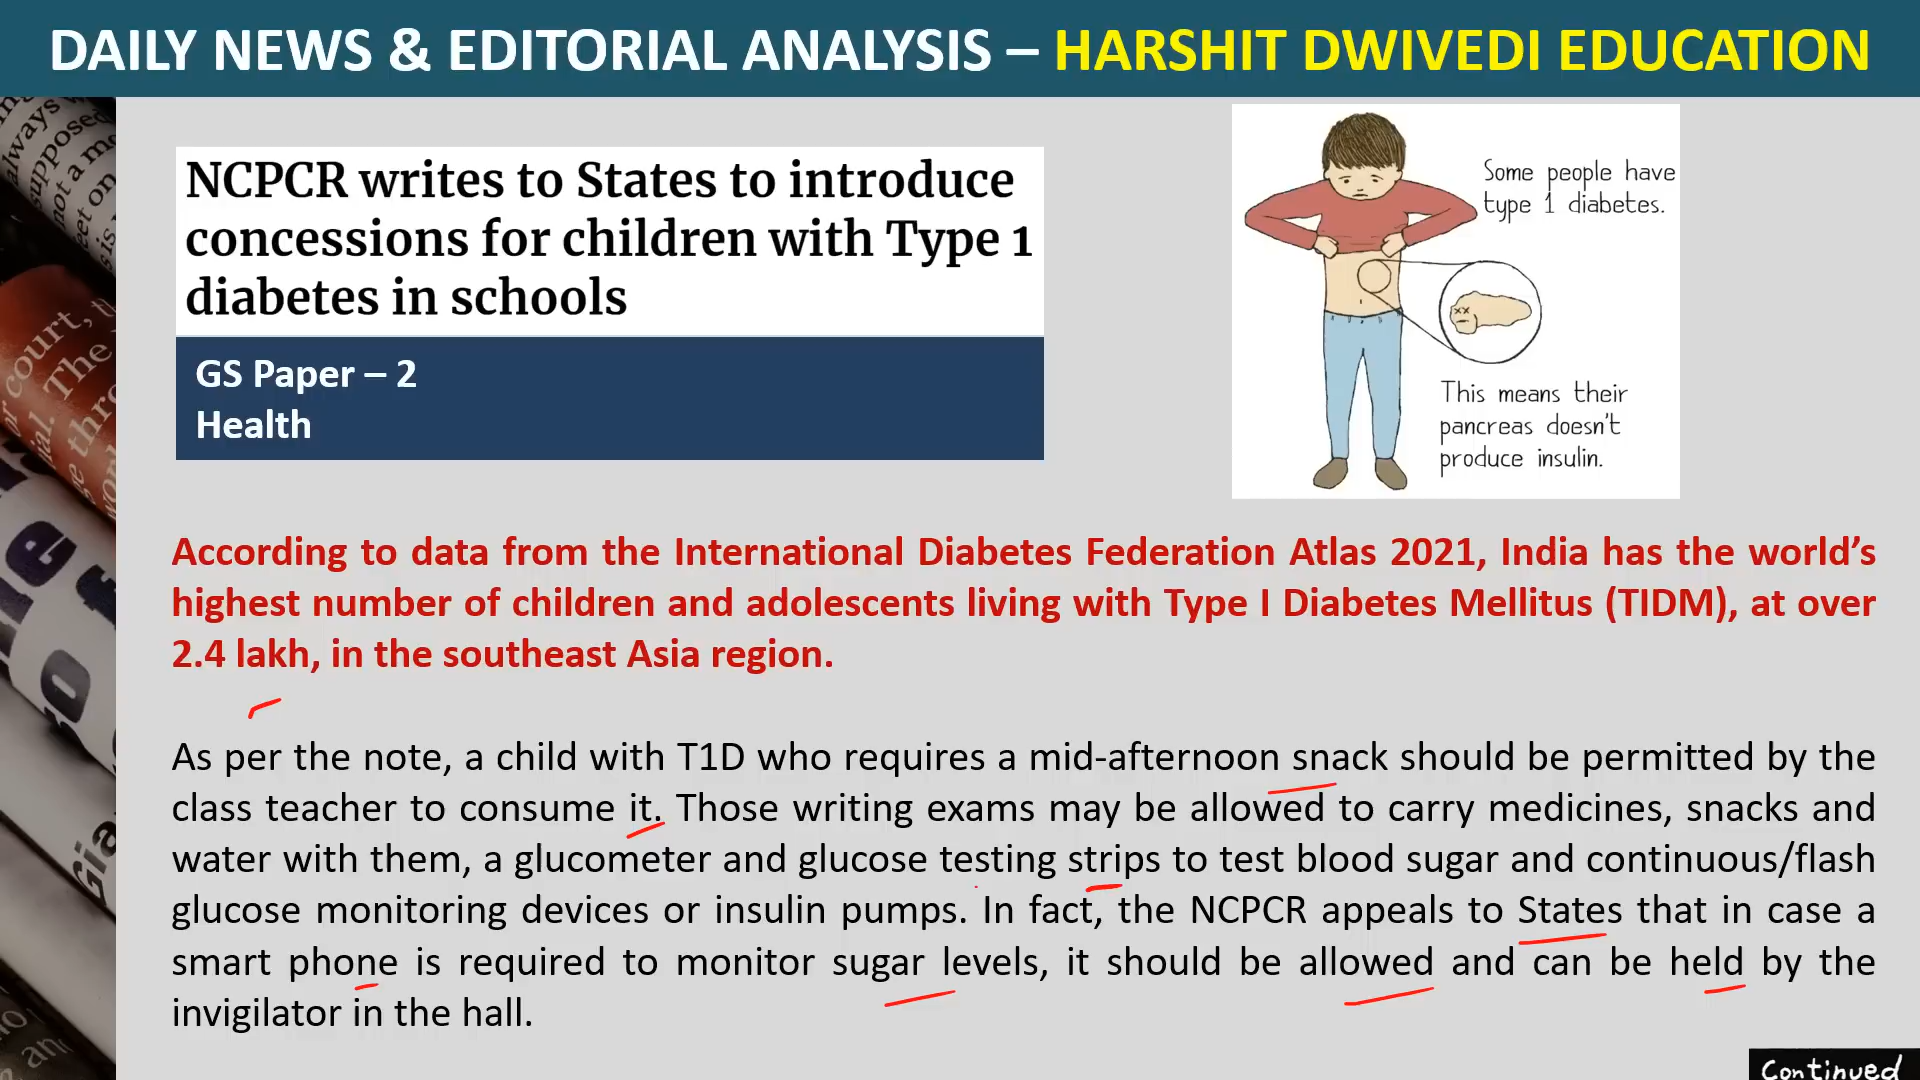 DAILY NEWS & EDITORIAL ANALYSIS – HARSHIT DWIVEDI EDUCATION
NCPCR writes to States to introduce
concessions for children with Type 1
diabetes in schools
GS Paper – 2
Health
Some people have
type 1 diabetes.
This means their
pancreas doesn't
produce insulin.
According to data from the International Diabetes Federation Atlas 2021, India has the world’s
highest number of children and adolescents living with Type I Diabetes Mellitus (TIDM), at over
2.4 lakh, in the southeast Asia region.
As per the note, a child with T1D who requires a mid-afternoon snack should be permitted by the
class teacher to consume it. Those writing exams may be allowed to carry medicines, snacks and
water with them, a glucometer and glucose testing strips to test blood sugar and continuous/flash
glucose monitoring devices or insulin pumps. In fact, the NCPCR appeals to States that in case a
smart phone is required to monitor sugar levels, it should be allowed and can be held by the
invigilator in the hall.
Continued